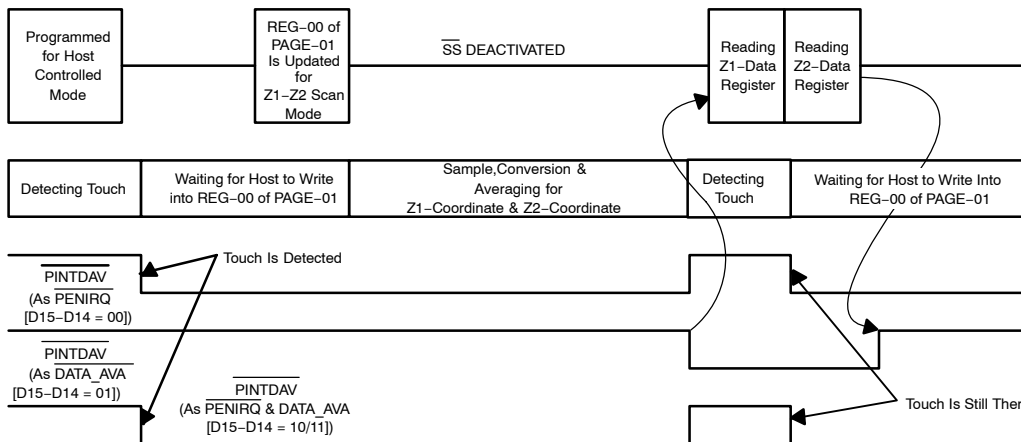 Programmed
for Host
Controlled
Mode
REG−00 of
PAGE−01
Is Updated
for
Z1−Z2 Scan
Mode
SS DEACTIVATED
Reading
Z1−Data
Register
Reading
Z2−Data
Register
Detecting Touch
Waiting for Host to Write
into REG−00 of PAGE−01
Sample,Conversion &
Averaging for
Z1−Coordinate & Z2−Coordinate
Detecting
Touch
Waiting for Host to Write Into
REG−00 of PAGE−01
Touch Is Detected
PINTDAV
(As PENIRQ
[D15−D14 = 00])
PINTDAV
(As DATA_AVA
[D15−D14 = 01])
PINTDAV
(As PENIRQ & DATA_AVA
[D15−D14 = 10/11])
Touch Is Still Ther